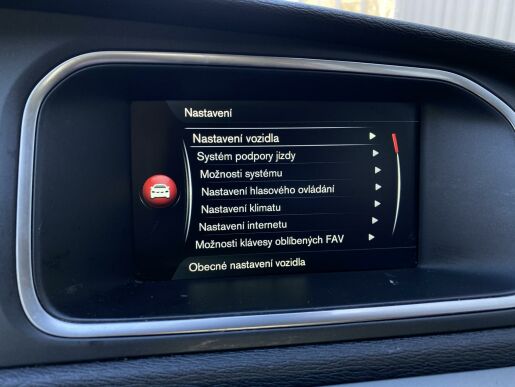 Nastavení
Nastavení vozidla
Systém podpory jízdy
Možnosti systému
Nastavení hlasového ovládání
Nastavení klimatu
Nastavení internetu
Možnosti klávesy oblíbených FAV
Obecné nastavení vozidla